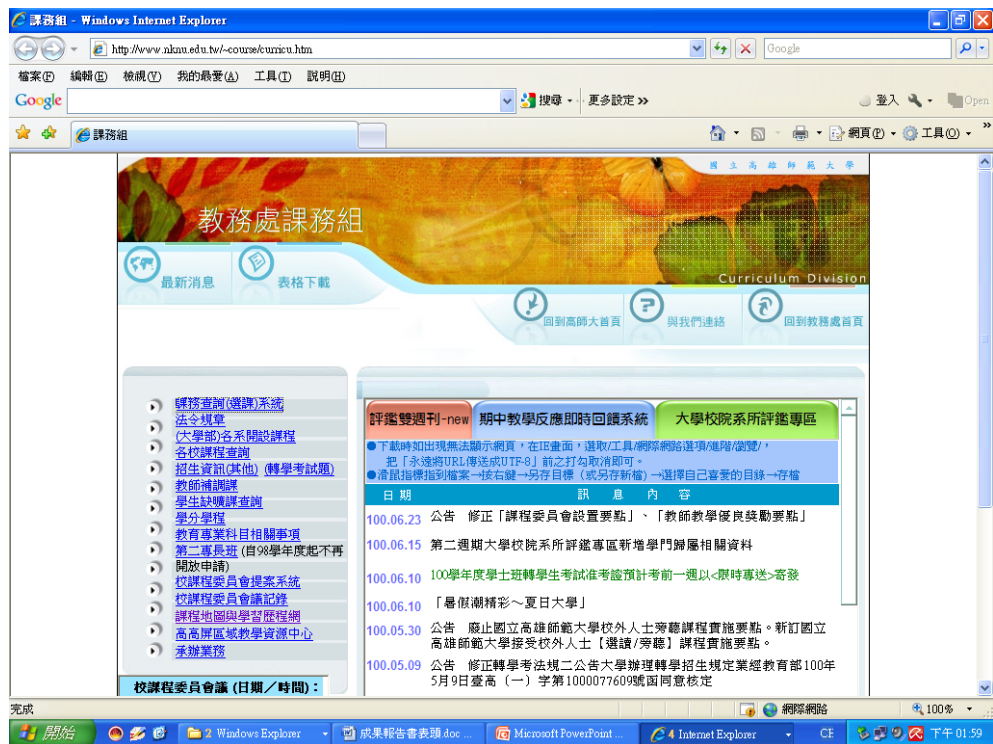 課務組 - Windows Internet Explorer
http://www.nknu.edu.tw/~course/curricu.htm
Google
檔案(F) 編輯(E) 檢視(V) 我的最愛(A) 工具(T) 說明(H)
Google 搜尋 更多設定 >> 登入 Open
課務組 網頁(P) 工具(O) »
國立高雄師範大學
教務處課務組
最新消息 表格下載
Curriculum Division
回到高師大首頁 與我們連絡 回到教務處首頁
課務查詢(選課)系統
法令規章
(大學部)各系開設課程
各校課程查詢
招生資訊(其他) (轉學考試題)
教師補調課
學生缺曠課查詢
學分學程
教育專業科目相關事項
第二專長班 (自98學年度起不再
開放申請)
校課程委員會提案系統
校課程委員會議記錄
課程地圖與學習歷程網
高高屏區域教學資源中心
承辦業務
校課程委員會議 (日期／時間)：
評鑑雙週刊-new 期中教學反應即時回饋系統 大學校院系所評鑑專區
●下載時如出現無法顯示網頁，在IE畫面，選取/工具/網際網路選項/進階/瀏覽/，
把「永遠將URL傳送成UTF-8」前之打勾取消即可。
●滑鼠指標指到檔案→按右鍵→另存目標（或另存新檔）→選擇自己喜愛的目錄→存檔
日 期 訊 息 內 容
100.06.23 公告 修正「課程委員會設置要點」、「教師教學優良獎勵要點」
100.06.15 第二週期大學校院系所評鑑專區新增學門歸屬相關資料
100.06.10 100學年度學士班轉學生考試准考證預計考前一週以<限時專送>寄發
100.06.10 「暑假潮精彩～夏日大學」
100.05.30 公告 廢止國立高雄師範大學校外人士旁聽課程實施要點。新訂國立
高雄師範大學接受校外人士【選讀/旁聽】課程實施要點。
100.05.09 公告 修正轉學考法規二公告大學辦理轉學招生規定業經教育部100年
5月9日臺高（一）字第1000077609號函同意核定
完成 網際網路 100%
開始 2 Windows Explorer 成果報告書表頭.doc ... Microsoft PowerPoint ... 4 Internet Explorer CH 下午 01:59